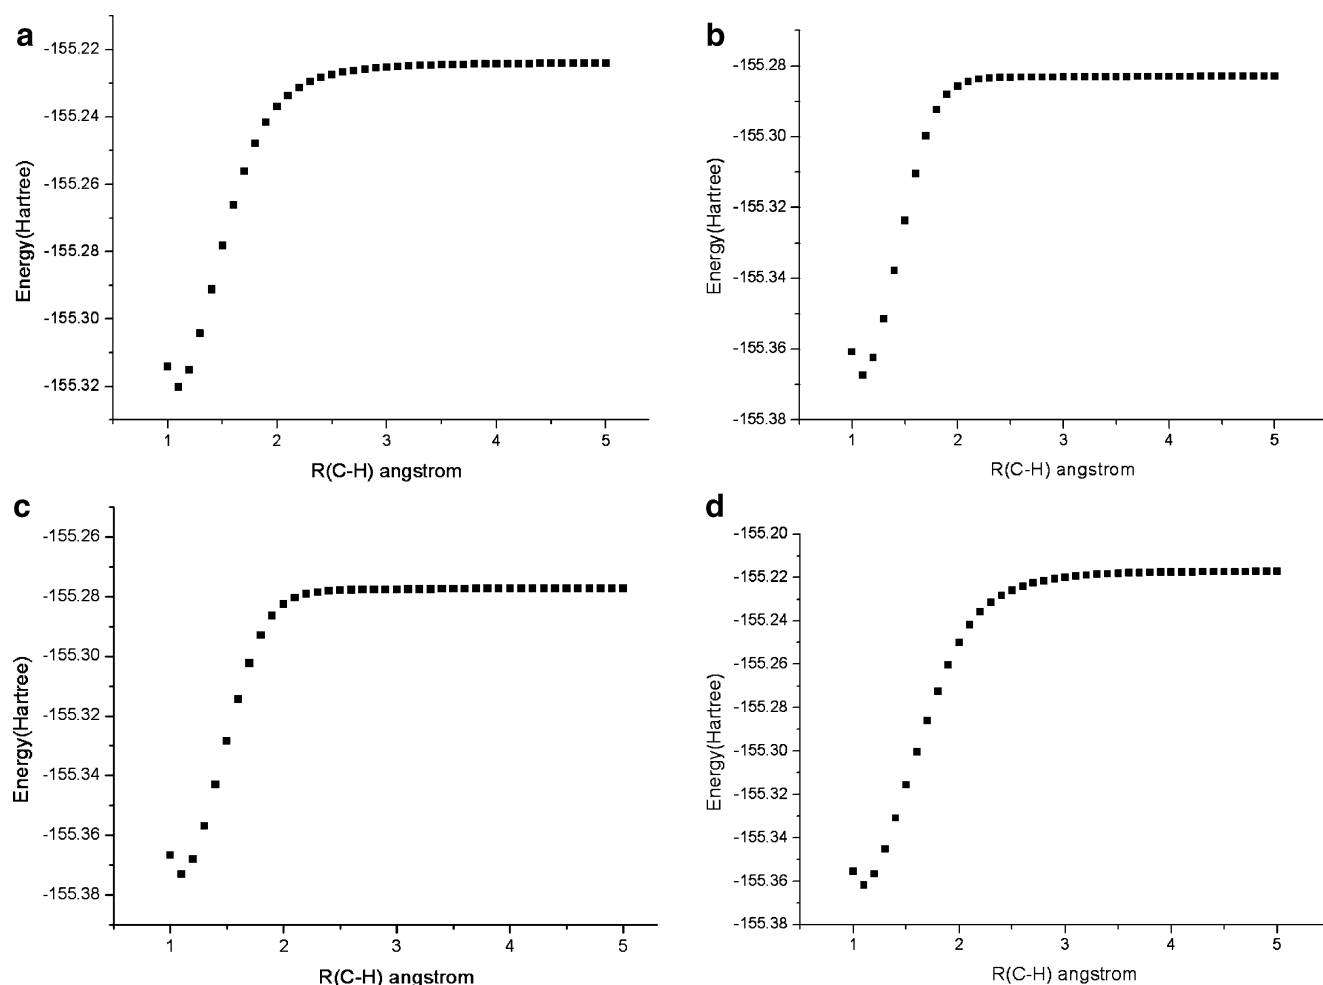 a
-155.22
-155.24
-155.26
-155.28
-155.30
-155.32
Energy(Hartree)
1 2 3 4 5
R(C-H) angstrom
b
-155.28
-155.30
-155.32
-155.34
-155.36
-155.38
Energy(Hartree)
1 2 3 4 5
R(C-H) angstrom
c
-155.26
-155.28
-155.30
-155.32
-155.34
-155.36
-155.38
Energy(Hartree)
1 2 3 4 5
R(C-H) angstrom
d
-155.20
-155.22
-155.24
-155.26
-155.28
-155.30
-155.32
-155.34
-155.36
-155.38
Energy(Hartree)
1 2 3 4 5
R(C-H) angstrom